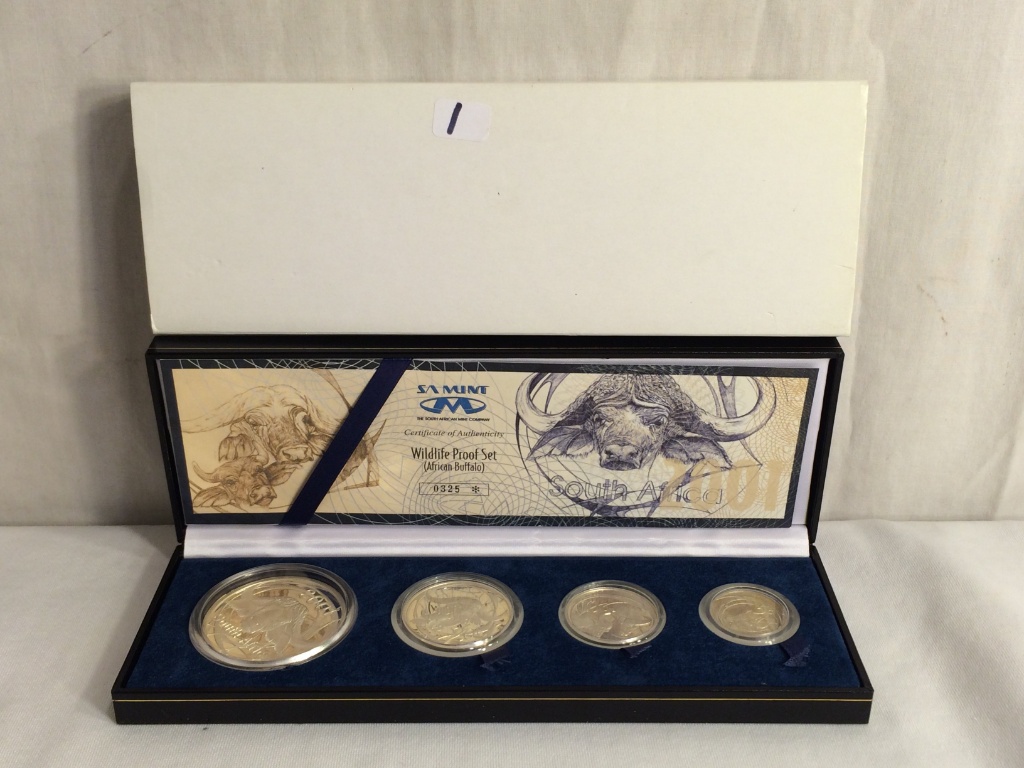 1
SA MINT
THE SOUTH AFRICAN MINT COMPANY
Certificate of Authenticity
Wildlife Proof Set
(African Buffalo)
0325 *
South Africa
2001